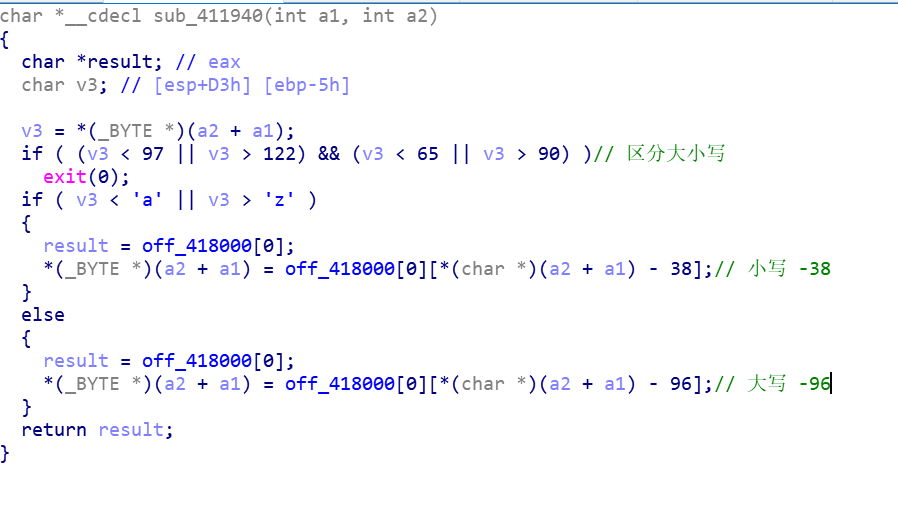 char *__cdecl sub_411940(int a1, int a2)
{
  char *result; // eax
  char v3; // [esp+D3h] [ebp-5h]

  v3 = *(_BYTE *)(a2 + a1);
  if ( (v3 < 97 || v3 > 122) && (v3 < 65 || v3 > 90) )// 区分大小写
    exit(0);
  if ( v3 < 'a' || v3 > 'z' )
  {
    result = off_418000[0];
    *(_BYTE *)(a2 + a1) = off_418000[0][*(char *)(a2 + a1) - 38];// 小写 -38
  }
  else
  {
    result = off_418000[0];
    *(_BYTE *)(a2 + a1) = off_418000[0][*(char *)(a2 + a1) - 96];// 大写 -96
  }
  return result;
}